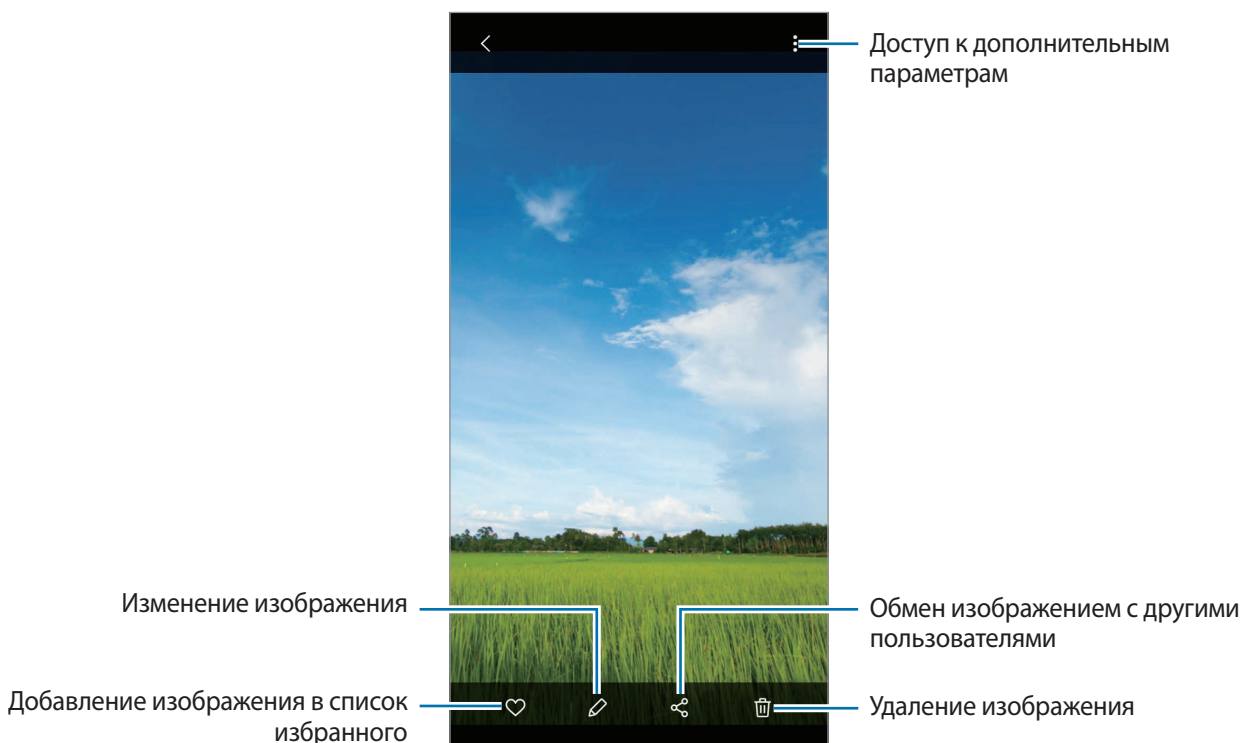 Доступ к дополнительным
параметрам
Изменение изображения
Обмен изображением с другими
пользователями
Добавление изображения в список
избранного
Удаление изображения